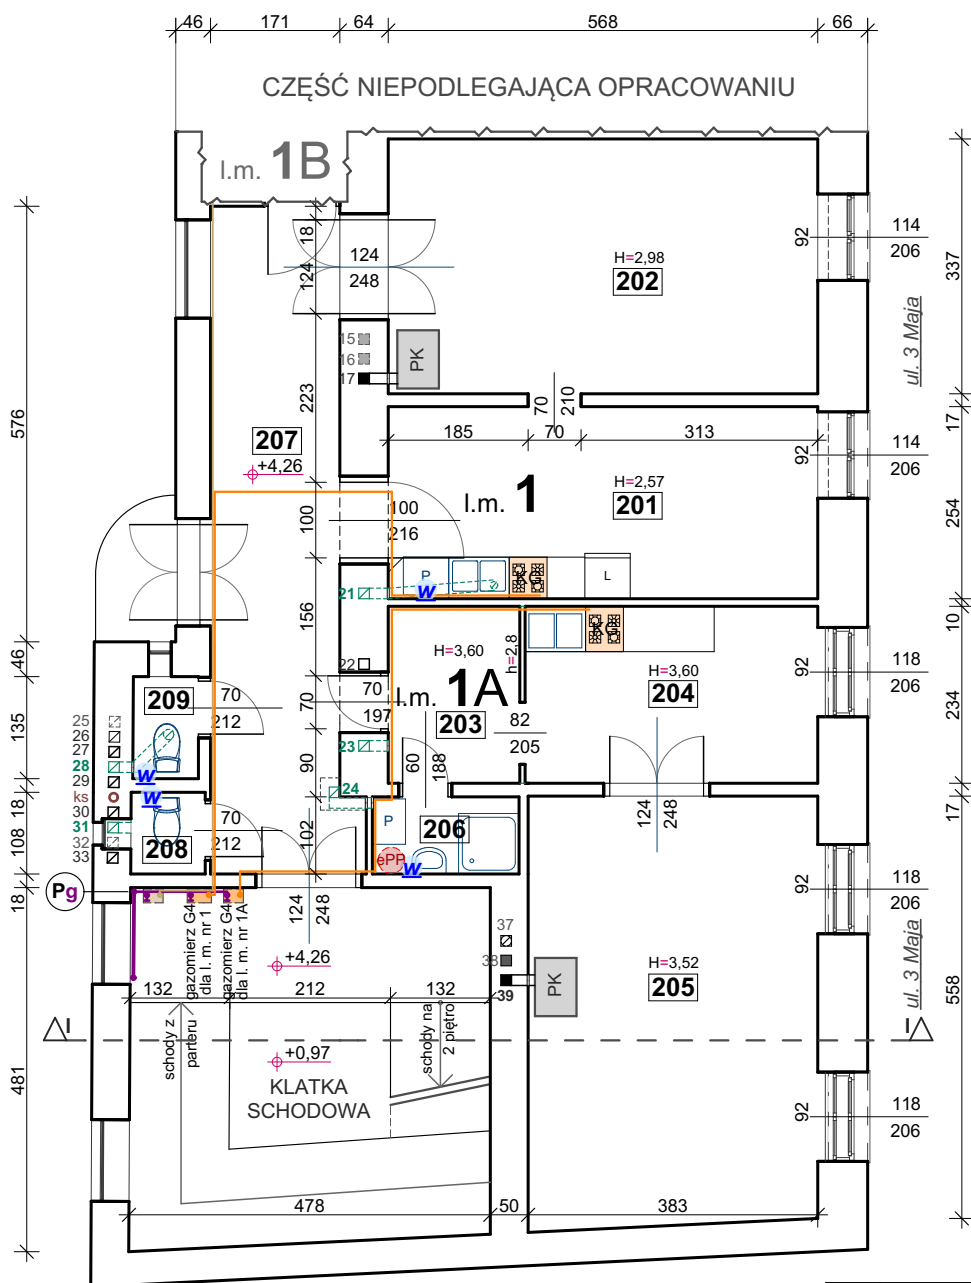 46 171 64 568 66
CZĘŚĆ NIEPODLEGAJĄCA OPRACOWANIU
l.m. 1B
18
124
124
248
H=2,98
202
92
114
206
337
ul. 3 Maja
15
16
17
PK
223
576
70
210
17
207
+4,26
185 70 313
92
114
206
H=2,57
201
l.m. 1
100
100
216
254
P
KG
L
W
21
156
10
46
22
H=3,60
h=2,8
KG
H=3,60
204
92
118
206
234
l.m. 1A
203
209
70
212
70
70
197
82
205
135
25
26
27
28
29
ks
30
31
32
33
W
W
23
90
24
60
188
18
108
18
208
70
212
102
P
206
ePP
W
124
248
17
Pg
gazomierz G4
dla l. m. nr 1
gazomierz G4
dla l. m. nr 1A
124
248
37
38
39
PK
92
118
206
+4,26
H=3,52
205
ul. 3 Maja
558
132 212 132
schody z
parteru
schody na
2 piętro
I
I
+0,97
KLATKA
SCHODOWA
481
92
118
206
478 50 383